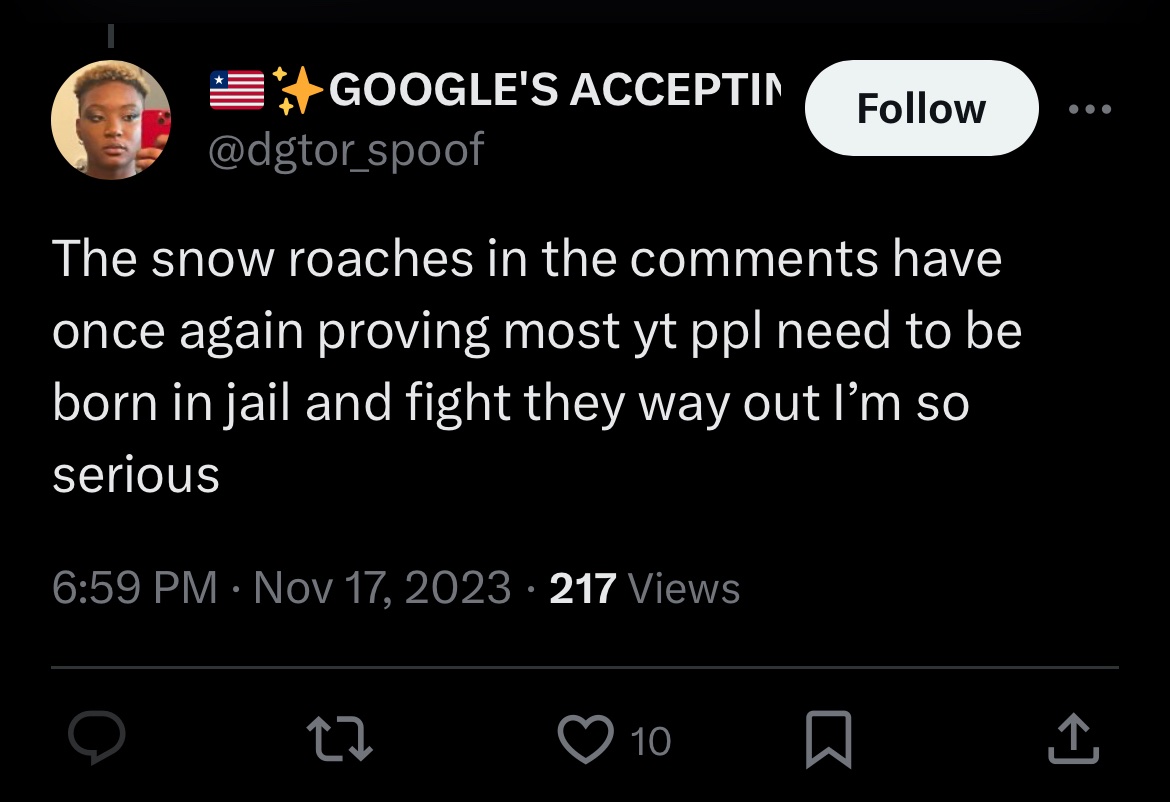 GOOGLE'S ACCEPTIN
Follow
@dgtor_spoof
The snow roaches in the comments have
once again proving most yt ppl need to be
born in jail and fight they way out I’m so
serious
6:59 PM · Nov 17, 2023 · 217 Views
10